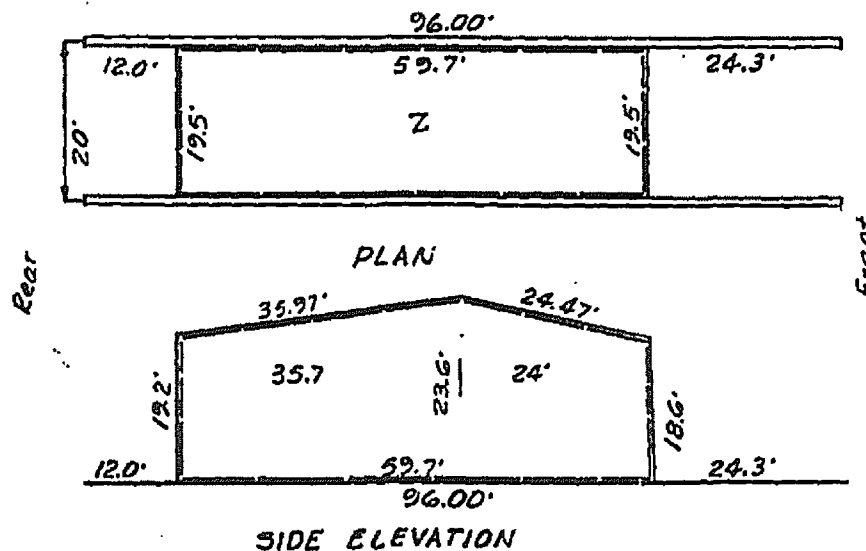 96.00'
12.0' 59.7' 24.3'
20' 19.5' Z 19.5'
PLAN
Rear Front
35.97' 24.47'
19.2' 35.7 23.6' 24' 18.6'
12.0' 59.7' 24.3'
96.00'
SIDE ELEVATION